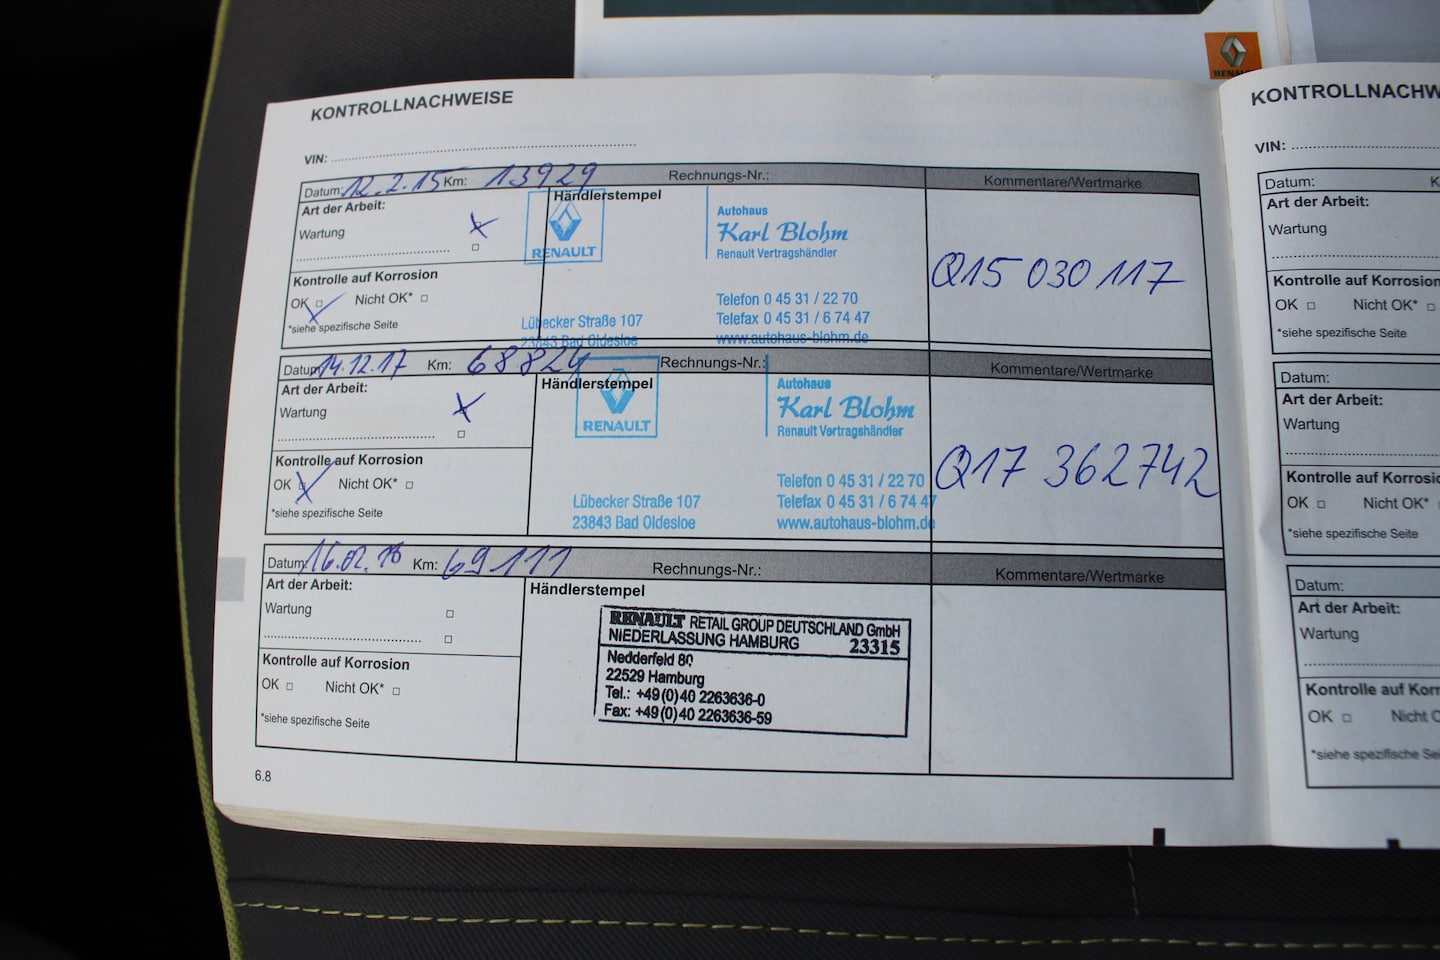 RENAULT
KONTROLLNACHWEISE
VIN:
Datum: 12.2.15 Km: 13929 Rechnungs-Nr.: Kommentare/Wertmarke
Art der Arbeit: Händlerstempel
Wartung
Kontrolle auf Korrosion
OK Nicht OK*
*siehe spezifische Seite
RENAULT
Autohaus
Karl Blohm
Renault Vertragshändler
Telefon 0 45 31 / 22 70
Lübecker Straße 107 Telefax 0 45 31 / 6 74 47
23843 Bad Oldesloe www.autohaus-blohm.de
Q15 030 117
Datum 14.12.17 Km: 68824 Rechnungs-Nr.: Kommentare/Wertmarke
Art der Arbeit: Händlerstempel
Wartung
Kontrolle auf Korrosion
OK Nicht OK*
*siehe spezifische Seite
RENAULT
Autohaus
Karl Blohm
Renault Vertragshändler
Telefon 0 45 31 / 22 70
Lübecker Straße 107 Telefax 0 45 31 / 6 74 47
23843 Bad Oldesloe www.autohaus-blohm.de
Q17 362742
Datum: Km: 69111 Rechnungs-Nr.: Kommentare/Wertmarke
Art der Arbeit: Händlerstempel
Wartung
Kontrolle auf Korrosion
OK Nicht OK*
*siehe spezifische Seite
RENAULT RETAIL GROUP DEUTSCHLAND GmbH
NIEDERLASSUNG HAMBURG 23315
Nedderfeld 80
22529 Hamburg
Tel.: +49(0)40 2263636-0
Fax: +49(0)40 2263636-59
6.8
KONTROLLNACHW
VIN:
Datum: K
Art der Arbeit:
Wartung
Kontrolle auf Korrosion
OK Nicht OK*
*siehe spezifische Seite
Datum:
Art der Arbeit:
Wartung
Kontrolle auf Korrosio
OK Nicht OK*
*siehe spezifische Seite
Datum:
Art der Arbeit:
Wartung
Kontrolle auf Korr
OK Nicht O
*siehe spezifische Sei